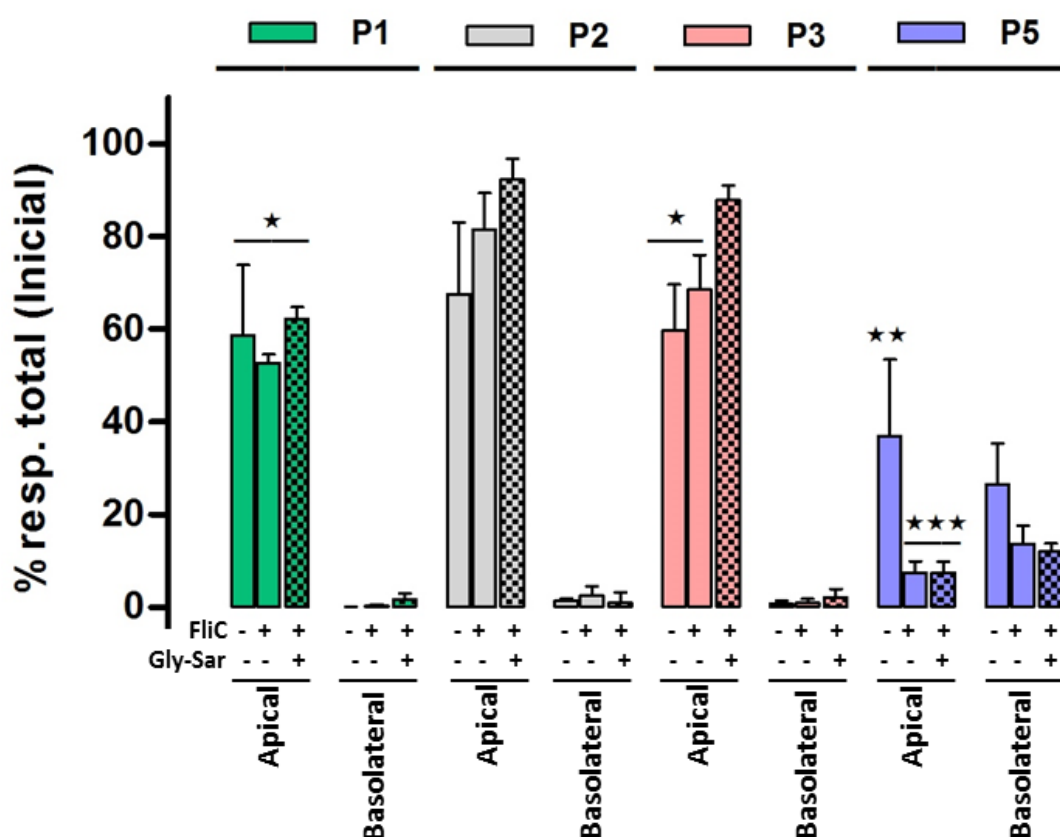 P1 P2 P3 P5
% resp. total (Inicial)
100
80
60
40
20
0
★
★
★★
★★★
FliC - + + - + + - + + - + + - + + - + + - + + - + +
Gly-Sar - - + - - + - - + - - + - - + - - + - - + - - +
Apical Basolateral Apical Basolateral Apical Basolateral Apical Basolateral